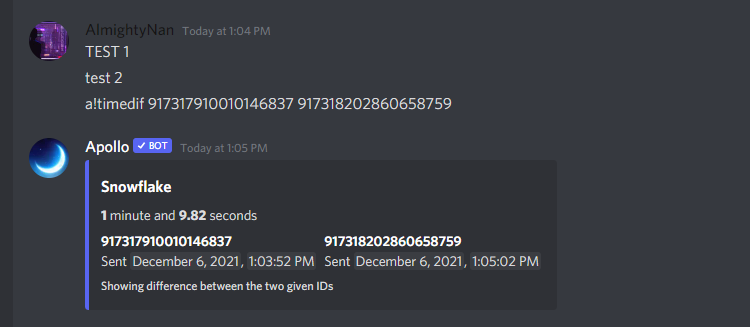 AlmightyNan Today at 1:04 PM
TEST 1
test 2
a!timedif 917317910010146837 917318202860658759
Apollo BOT Today at 1:05 PM
Snowflake
1 minute and 9.82 seconds
917317910010146837 917318202860658759
Sent December 6, 2021, 1:03:52 PM Sent December 6, 2021, 1:05:02 PM
Showing difference between the two given IDs